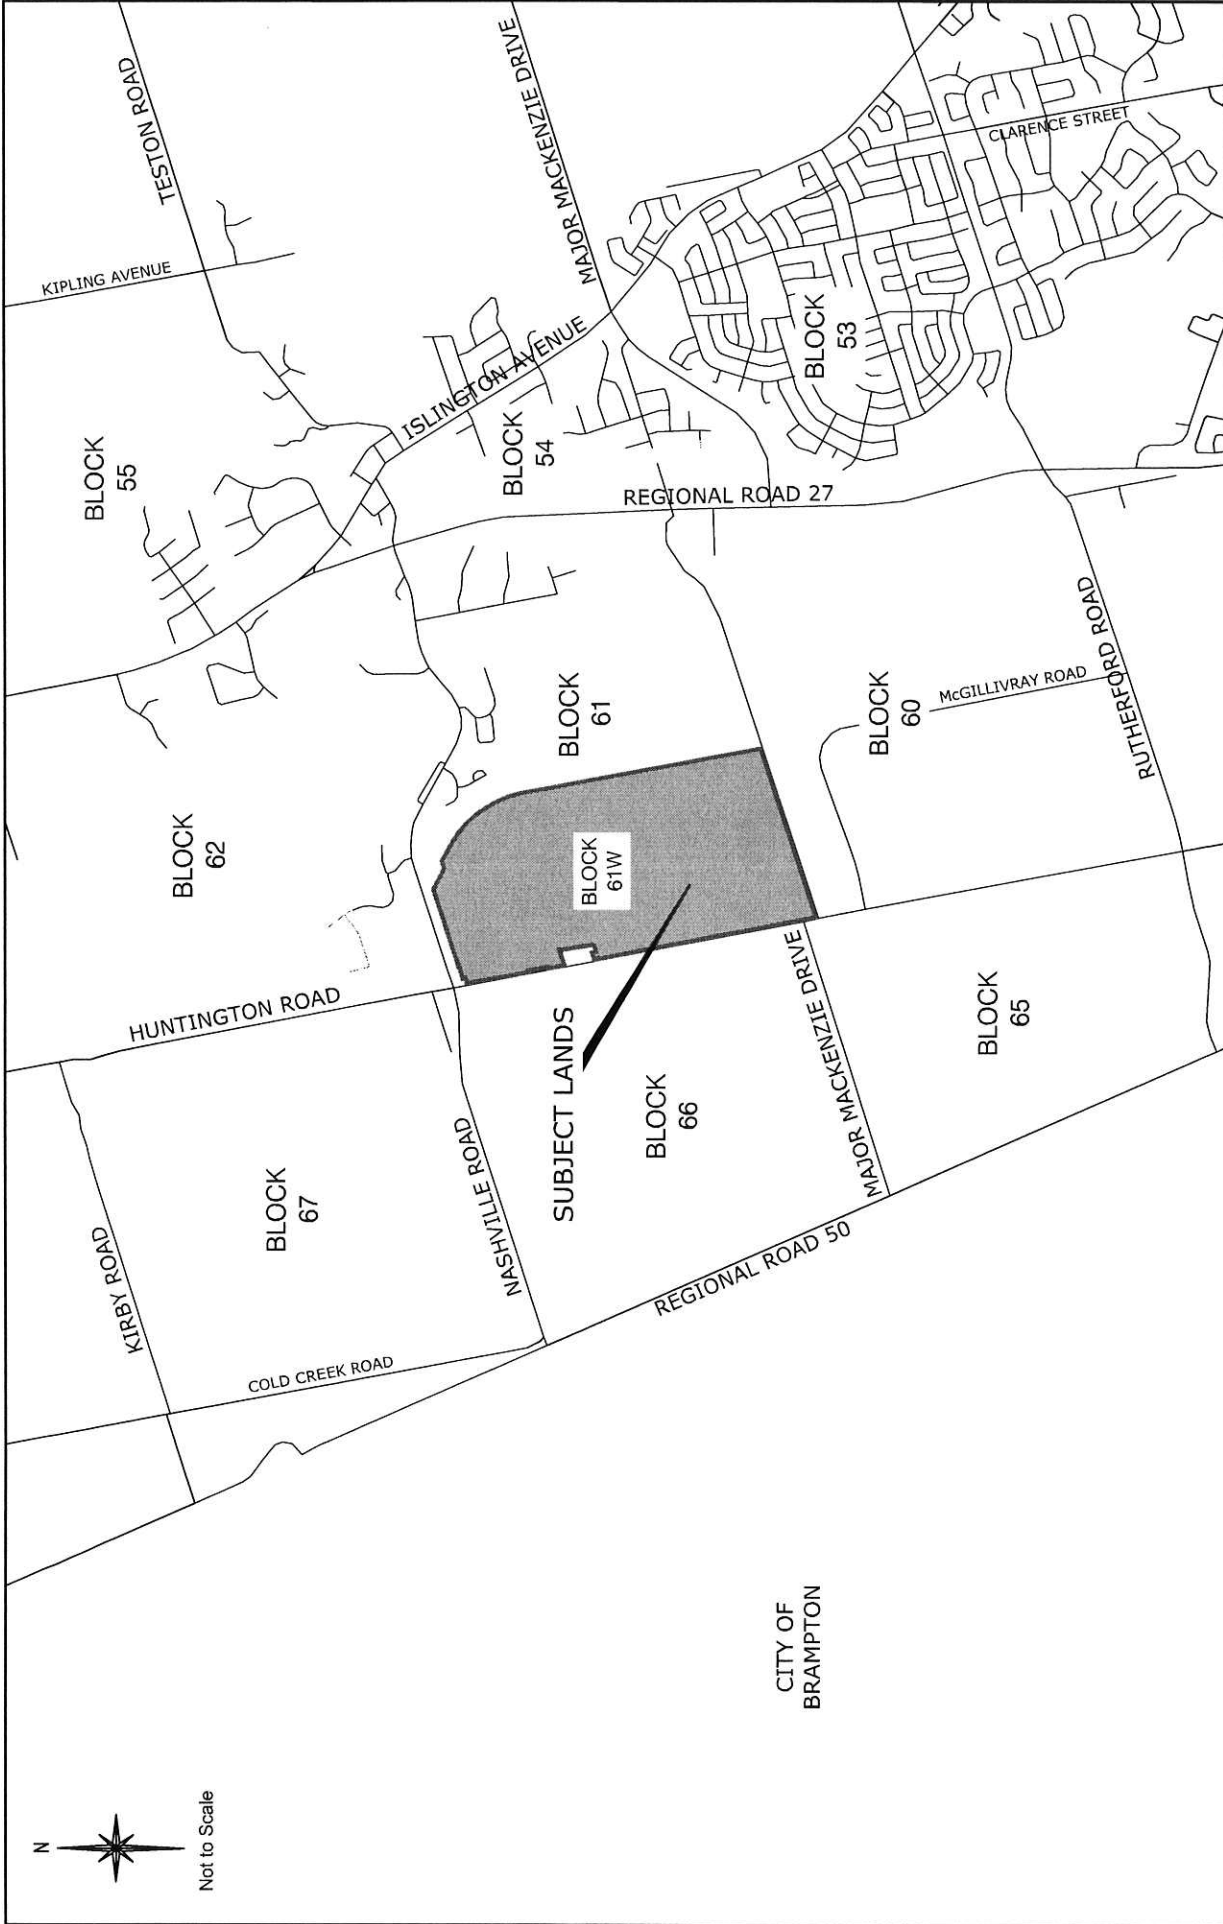 N
Not to Scale
KIRBY ROAD
TESTON ROAD
KIPLING AVENUE
BLOCK
55
BLOCK
62
HUNTINGTON ROAD
BLOCK
67
COLD CREEK ROAD
ISLINGTON AVENUE
MAJOR MACKENZIE DRIVE
NASHVILLE ROAD
BLOCK
54
SUBJECT LANDS
BLOCK
61
BLOCK
61W
BLOCK
66
REGIONAL ROAD 27
REGIONAL ROAD 50
CITY OF
BRAMPTON
MAJOR MACKENZIE DRIVE
BLOCK
53
BLOCK
60
McGILLIVRAY ROAD
BLOCK
65
CLARENCE STREET
RUTHERFORD ROAD